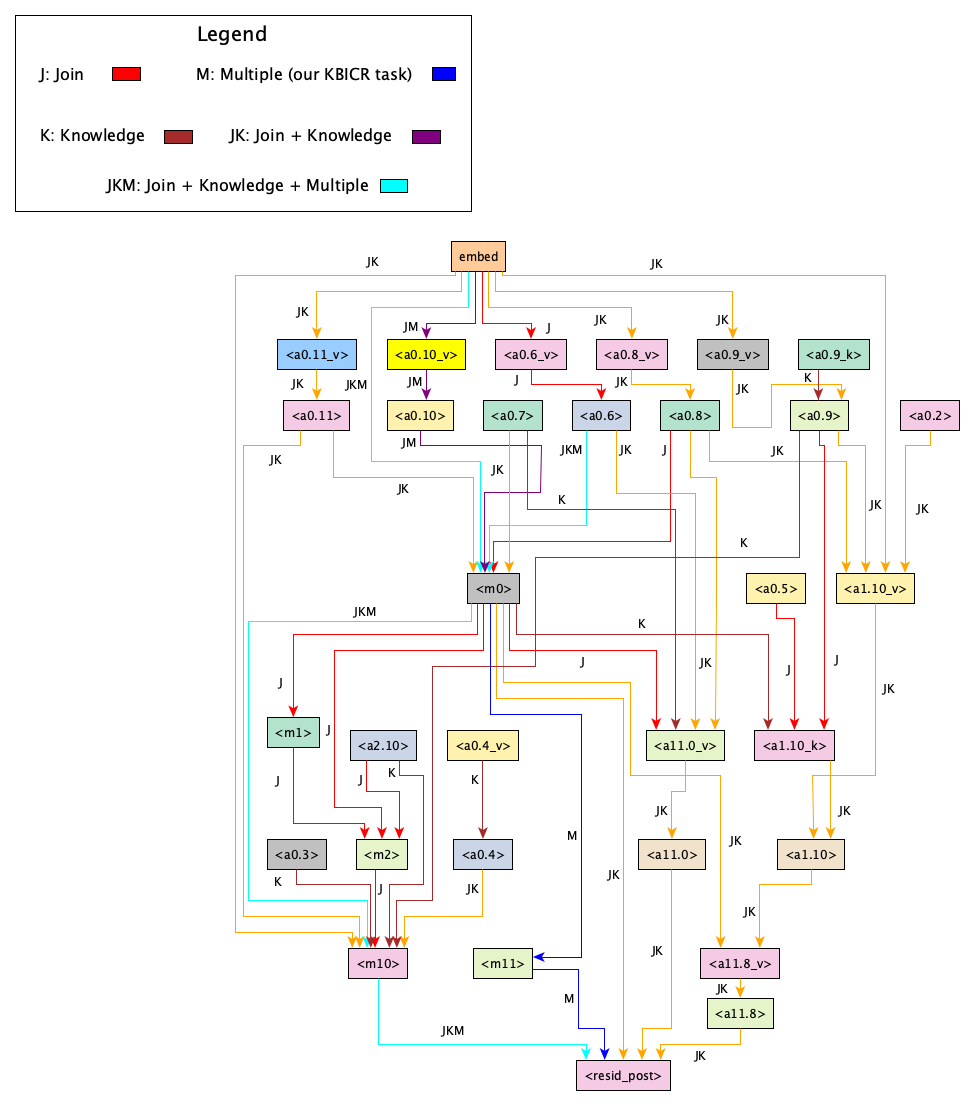 Legend
J: Join
M: Multiple (our KBICR task)
K: Knowledge
JK: Join + Knowledge
JKM: Join + Knowledge + Multiple
embed
JK
JK
JK
JM
J
JK
JK
<a0.11_v>
<a0.10_v>
<a0.6_v>
<a0.8_v>
<a0.9_v>
<a0.9_k>
JK
JKM
JM
J
JK
JK
K
<a0.11>
<a0.10>
<a0.7>
<a0.6>
<a0.8>
<a0.9>
<a0.2>
JK
JM
JKM
JK
J
JK
JK
JK
K
JK
JK
K
<m0>
<a0.5>
<a1.10_v>
JKM
K
J
JK
J
J
J
JK
<m1>
J
<a2.10>
<a0.4_v>
<a11.0_v>
<a1.10_k>
J
J
K
K
JK
JK
M
JK
<a0.3>
<m2>
<a0.4>
<a11.0>
<a1.10>
K
J
JK
JK
JK
JK
<m10>
<m11>
<a11.8_v>
JK
M
<a11.8>
JKM
JK
<resid_post>